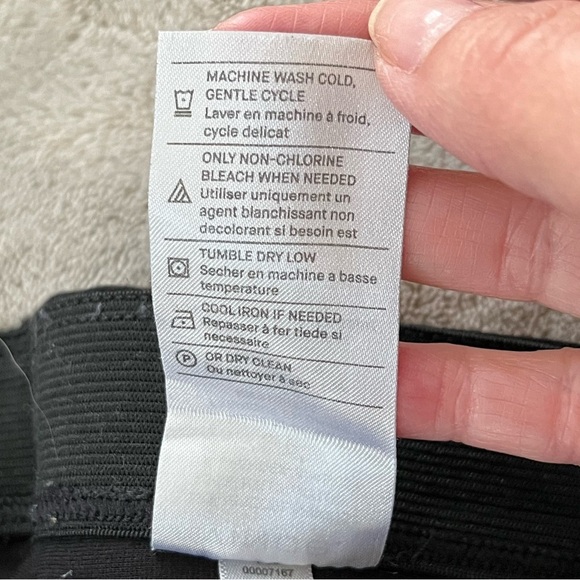 MACHINE WASH COLD,
GENTLE CYCLE
Laver en machine à froid,
cycle delicat
ONLY NON-CHLORINE
BLEACH WHEN NEEDED
Utiliser uniquement un
agent blanchissant non
decolorant si besoin est
TUMBLE DRY LOW
Secher en machine a basse
temperature
COOL IRON IF NEEDED
Repasser à fer tiede si
necessaire
P
OR DRY CLEAN
Ou nettoyer à sec
00007167